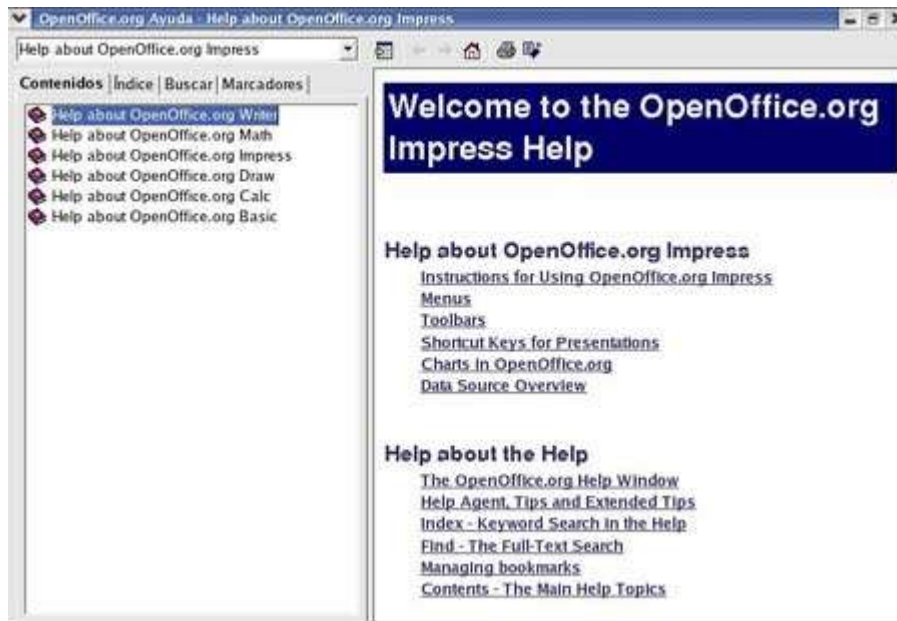 OpenOffice.org Ayuda - Help about OpenOffice.org Impress
Help about OpenOffice.org Impress
Contenidos Índice Buscar Marcadores
Help about OpenOffice.org Writer
Help about OpenOffice.org Math
Help about OpenOffice.org Impress
Help about OpenOffice.org Draw
Help about OpenOffice.org Calc
Help about OpenOffice.org Basic
Welcome to the OpenOffice.org
Impress Help
Help about OpenOffice.org Impress
Instructions for Using OpenOffice.org Impress
Menus
Toolbars
Shortcut Keys for Presentations
Charts in OpenOffice.org
Data Source Overview
Help about the Help
The OpenOffice.org Help Window
Help Agent, Tips and Extended Tips
Index - Keyword Search in the Help
Find - The Full-Text Search
Managing bookmarks
Contents - The Main Help Topics